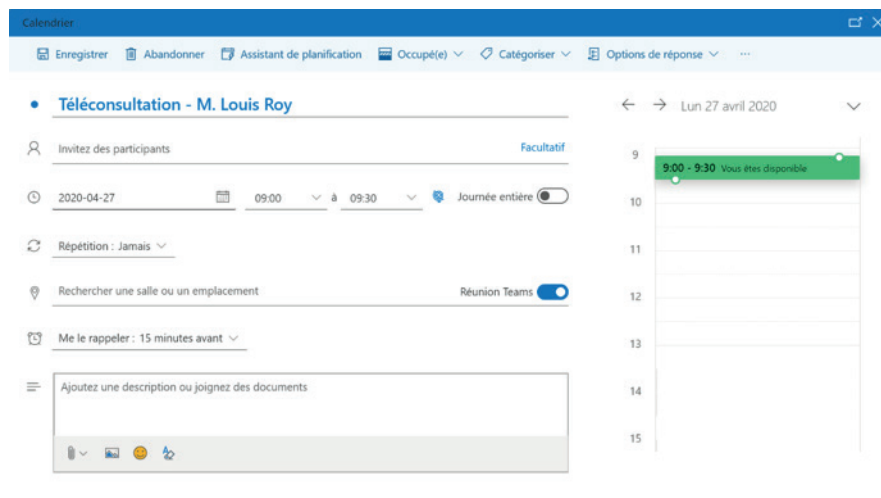 Calendrier
Enregistrer Abandonner Assistant de planification Occupé(e) Catégoriser Options de réponse ...
Téléconsultation - M. Louis Roy
Lun 27 avril 2020
Invitez des participants Facultatif
9
9:00 - 9:30 Vous êtes disponible
2020-04-27 09:00 à 09:30 Journée entière
10
Répétition : Jamais
11
Rechercher une salle ou un emplacement Réunion Teams
12
Me le rappeler : 15 minutes avant
13
Ajoutez une description ou joignez des documents
14
15